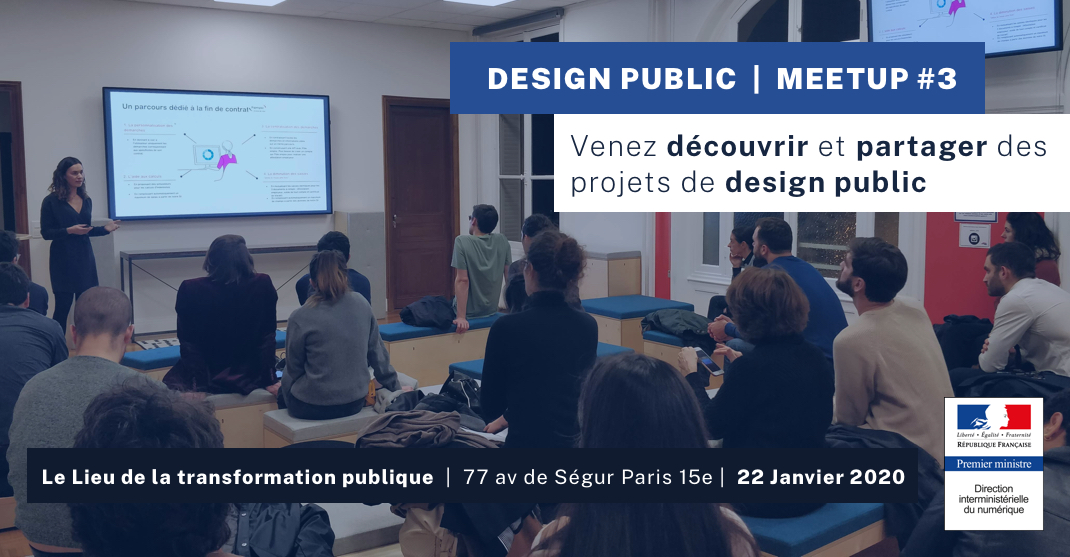 DESIGN PUBLIC | MEETUP #3
Venez découvrir et partager des
projets de design public
Un parcours dédié à la fin de contrat
Liberté • Égalité • Fraternité
RÉPUBLIQUE FRANÇAISE
Premier ministre
Direction
interministérielle
du numérique
Le Lieu de la transformation publique | 77 av de Ségur Paris 15e | 22 Janvier 2020